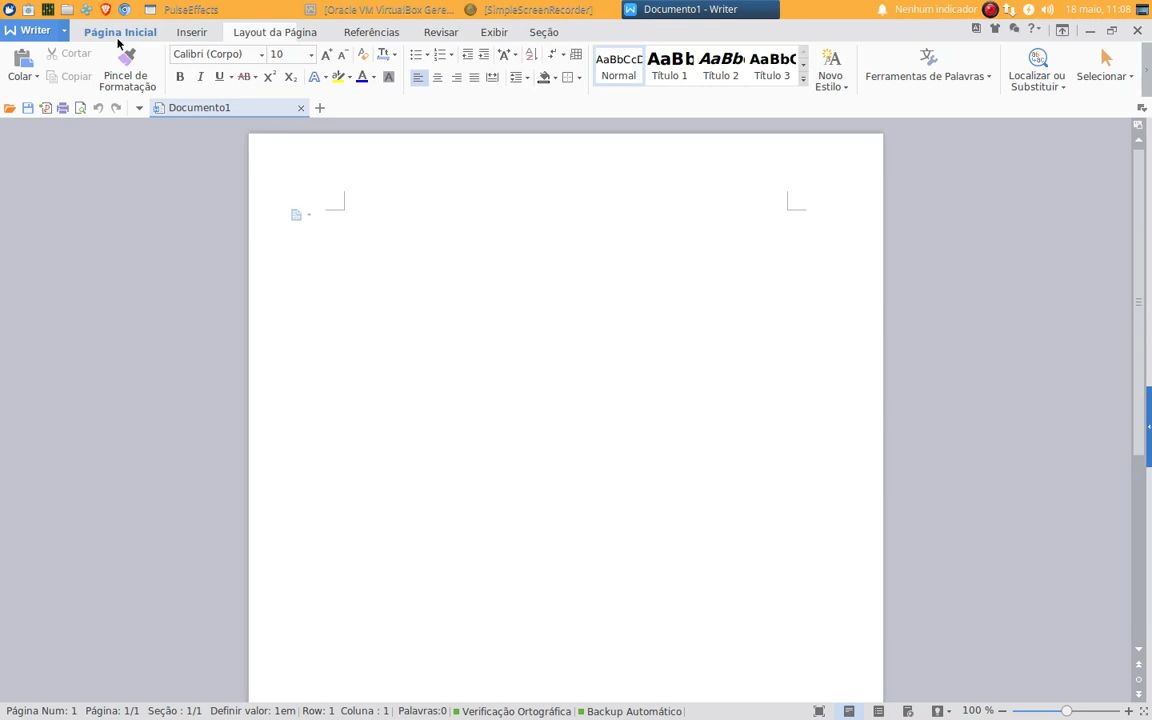 PulseEffects [Oracle VM VirtualBox Gere... [SimpleScreenRecorder] Documento1 - Writer Nenhum indicador 18 maio, 11:08
Writer Página Inicial Inserir Layout da Página Referências Revisar Exibir Seção
Colar Cortar Copiar Pincel de Formatação Calibri (Corpo) 10
AaBbCcD Normal AaBb Título 1 AaBb Título 2 AaBbC Título 3
Novo Estilo Ferramentas de Palavras Localizar ou Substituir Selecionar
Documento1
Página Num: 1 Página: 1/1 Seção : 1/1 Definir valor: 1em Row: 1 Coluna : 1 Palavras:0 Verificação Ortográfica Backup Automático 100 %